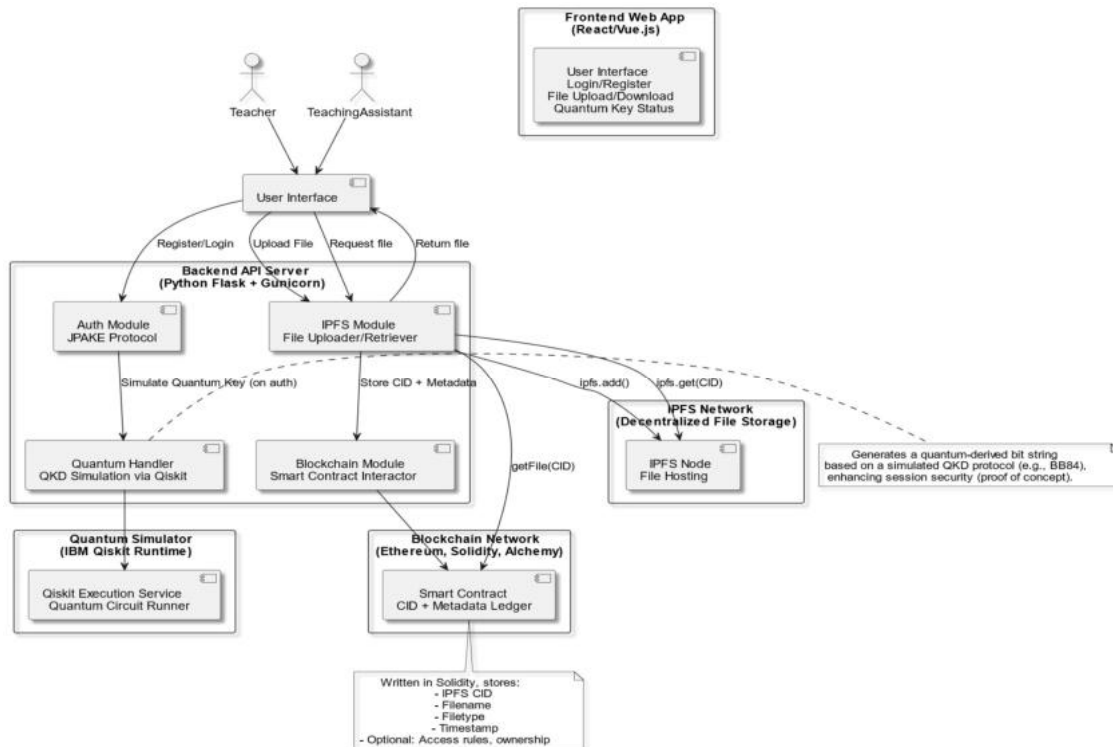 Frontend Web App
(React/Vue.js)
User Interface
Login/Register
File Upload/Download
Quantum Key Status
Teacher
TeachingAssistant
User Interface
Register/Login
Upload File
Request file
Return file
Backend API Server
(Python Flask + Gunicorn)
Auth Module
JPAKE Protocol
IPFS Module
File Uploader/Retriever
Simulate Quantum Key (on auth)
Store CID + Metadata
ipfs.add()
ipfs.get(CID)
IPFS Network
(Decentralized File Storage)
IPFS Node
File Hosting
Generates a quantum-derived bit string
based on a simulated QKD protocol (e.g., BB84),
enhancing session security (proof of concept).
Quantum Handler
QKD Simulation via Qiskit
Blockchain Module
Smart Contract Interactor
getFile(CID)
Quantum Simulator
(IBM Qiskit Runtime)
Qiskit Execution Service
Quantum Circuit Runner
Blockchain Network
(Ethereum, Solidity, Alchemy)
Smart Contract
CID + Metadata Ledger
Written in Solidity, stores:
- IPFS CID
- Filename
- Filetype
- Timestamp
- Optional: Access rules, ownership